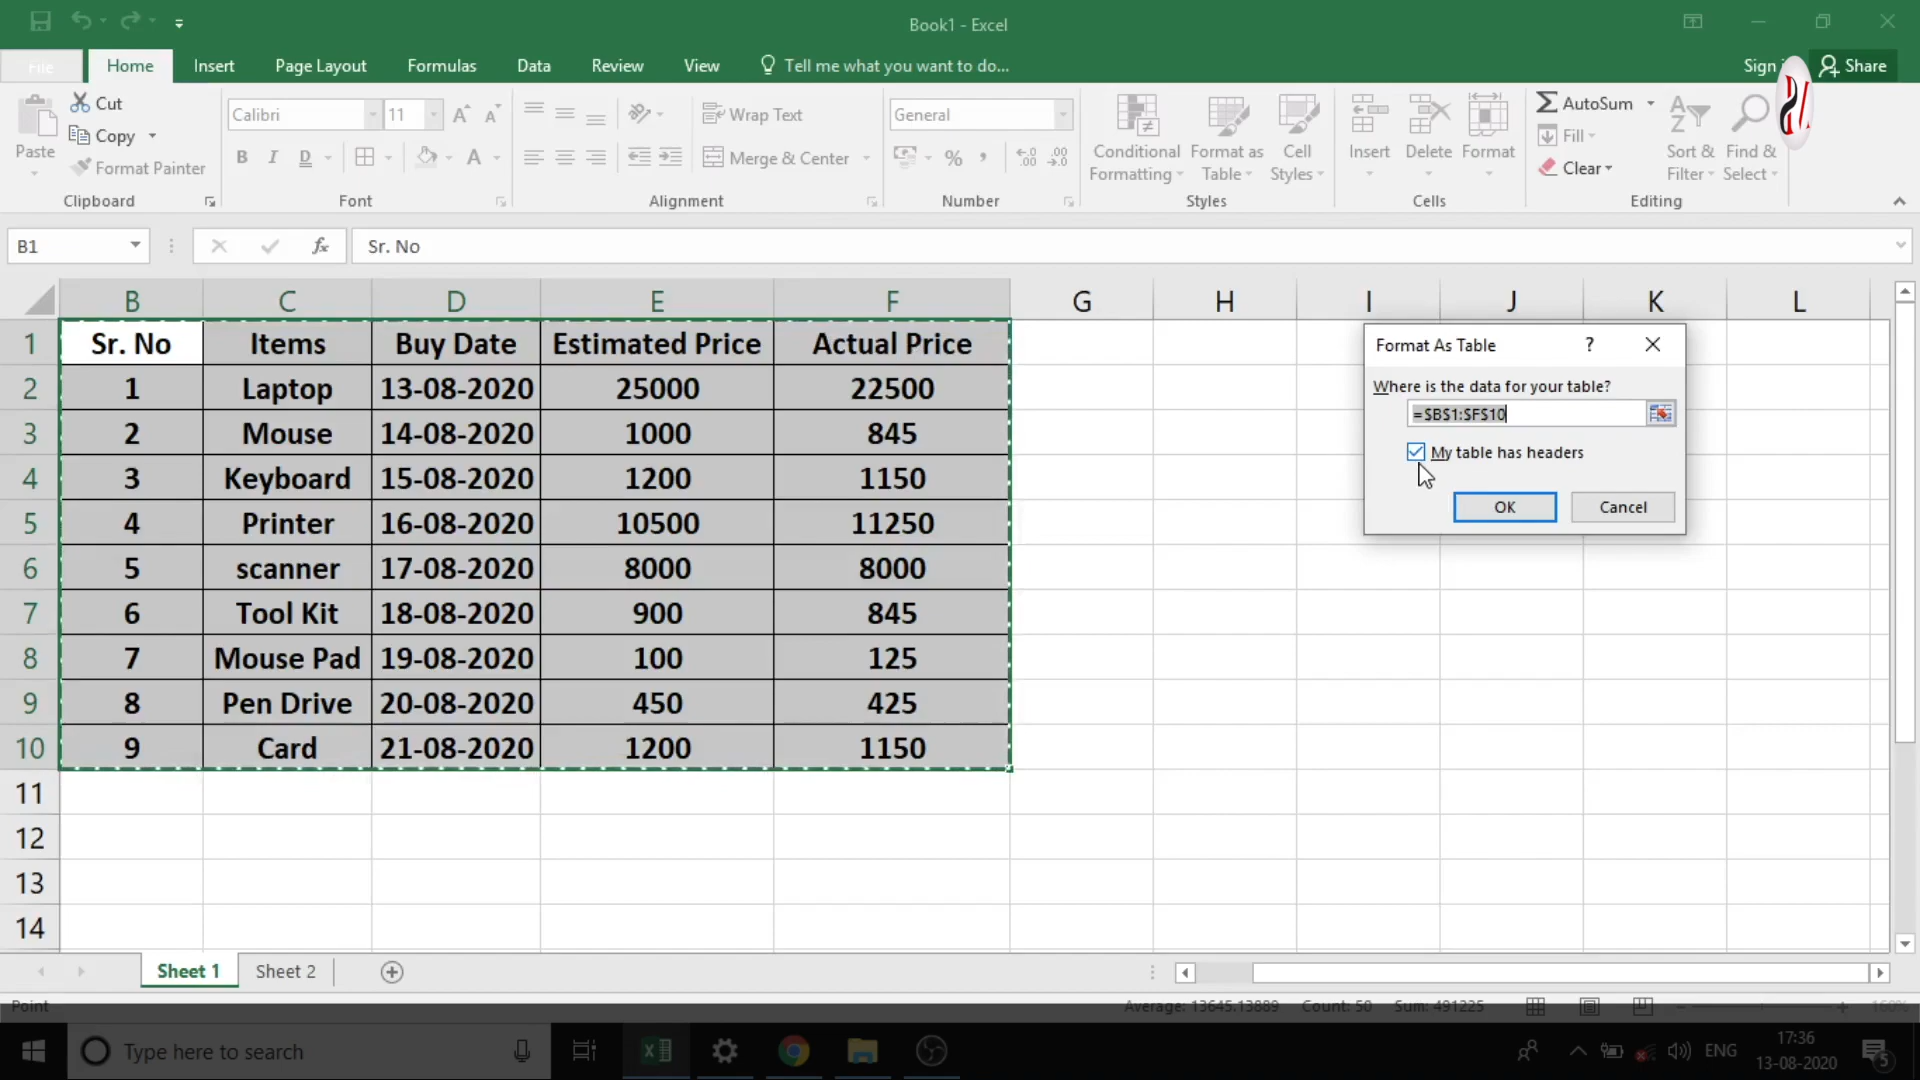 Book1 - Excel
File Home Insert Page Layout Formulas Data Review View Tell me what you want to do... Sign Share
Cut
Copy
Format Painter
Paste
Calibri 11
B I D A
Wrap Text
Merge & Center
General
Conditional Formatting
Format as Table
Cell Styles
Insert Delete Format
AutoSum
Fill
Clear
Sort & Filter
Find & Select
Clipboard Font Alignment Number Styles Cells Editing
B1 fx Sr. No
B C D E F G H I J K L
1 Sr. No Items Buy Date Estimated Price Actual Price
2 1 Laptop 13-08-2020 25000 22500
3 2 Mouse 14-08-2020 1000 845
4 3 Keyboard 15-08-2020 1200 1150
5 4 Printer 16-08-2020 10500 11250
6 5 scanner 17-08-2020 8000 8000
7 6 Tool Kit 18-08-2020 900 845
8 7 Mouse Pad 19-08-2020 100 125
9 8 Pen Drive 20-08-2020 450 425
10 9 Card 21-08-2020 1200 1150
11
12
13
14
Format As Table ?
Where is the data for your table?
=$B$1:$F$10
My table has headers
OK Cancel
Sheet 1 Sheet 2
Point Average: 13645.13889 Count: 50 Sum: 491225 160%
Type here to search
ENG
17:36
13-08-2020
5